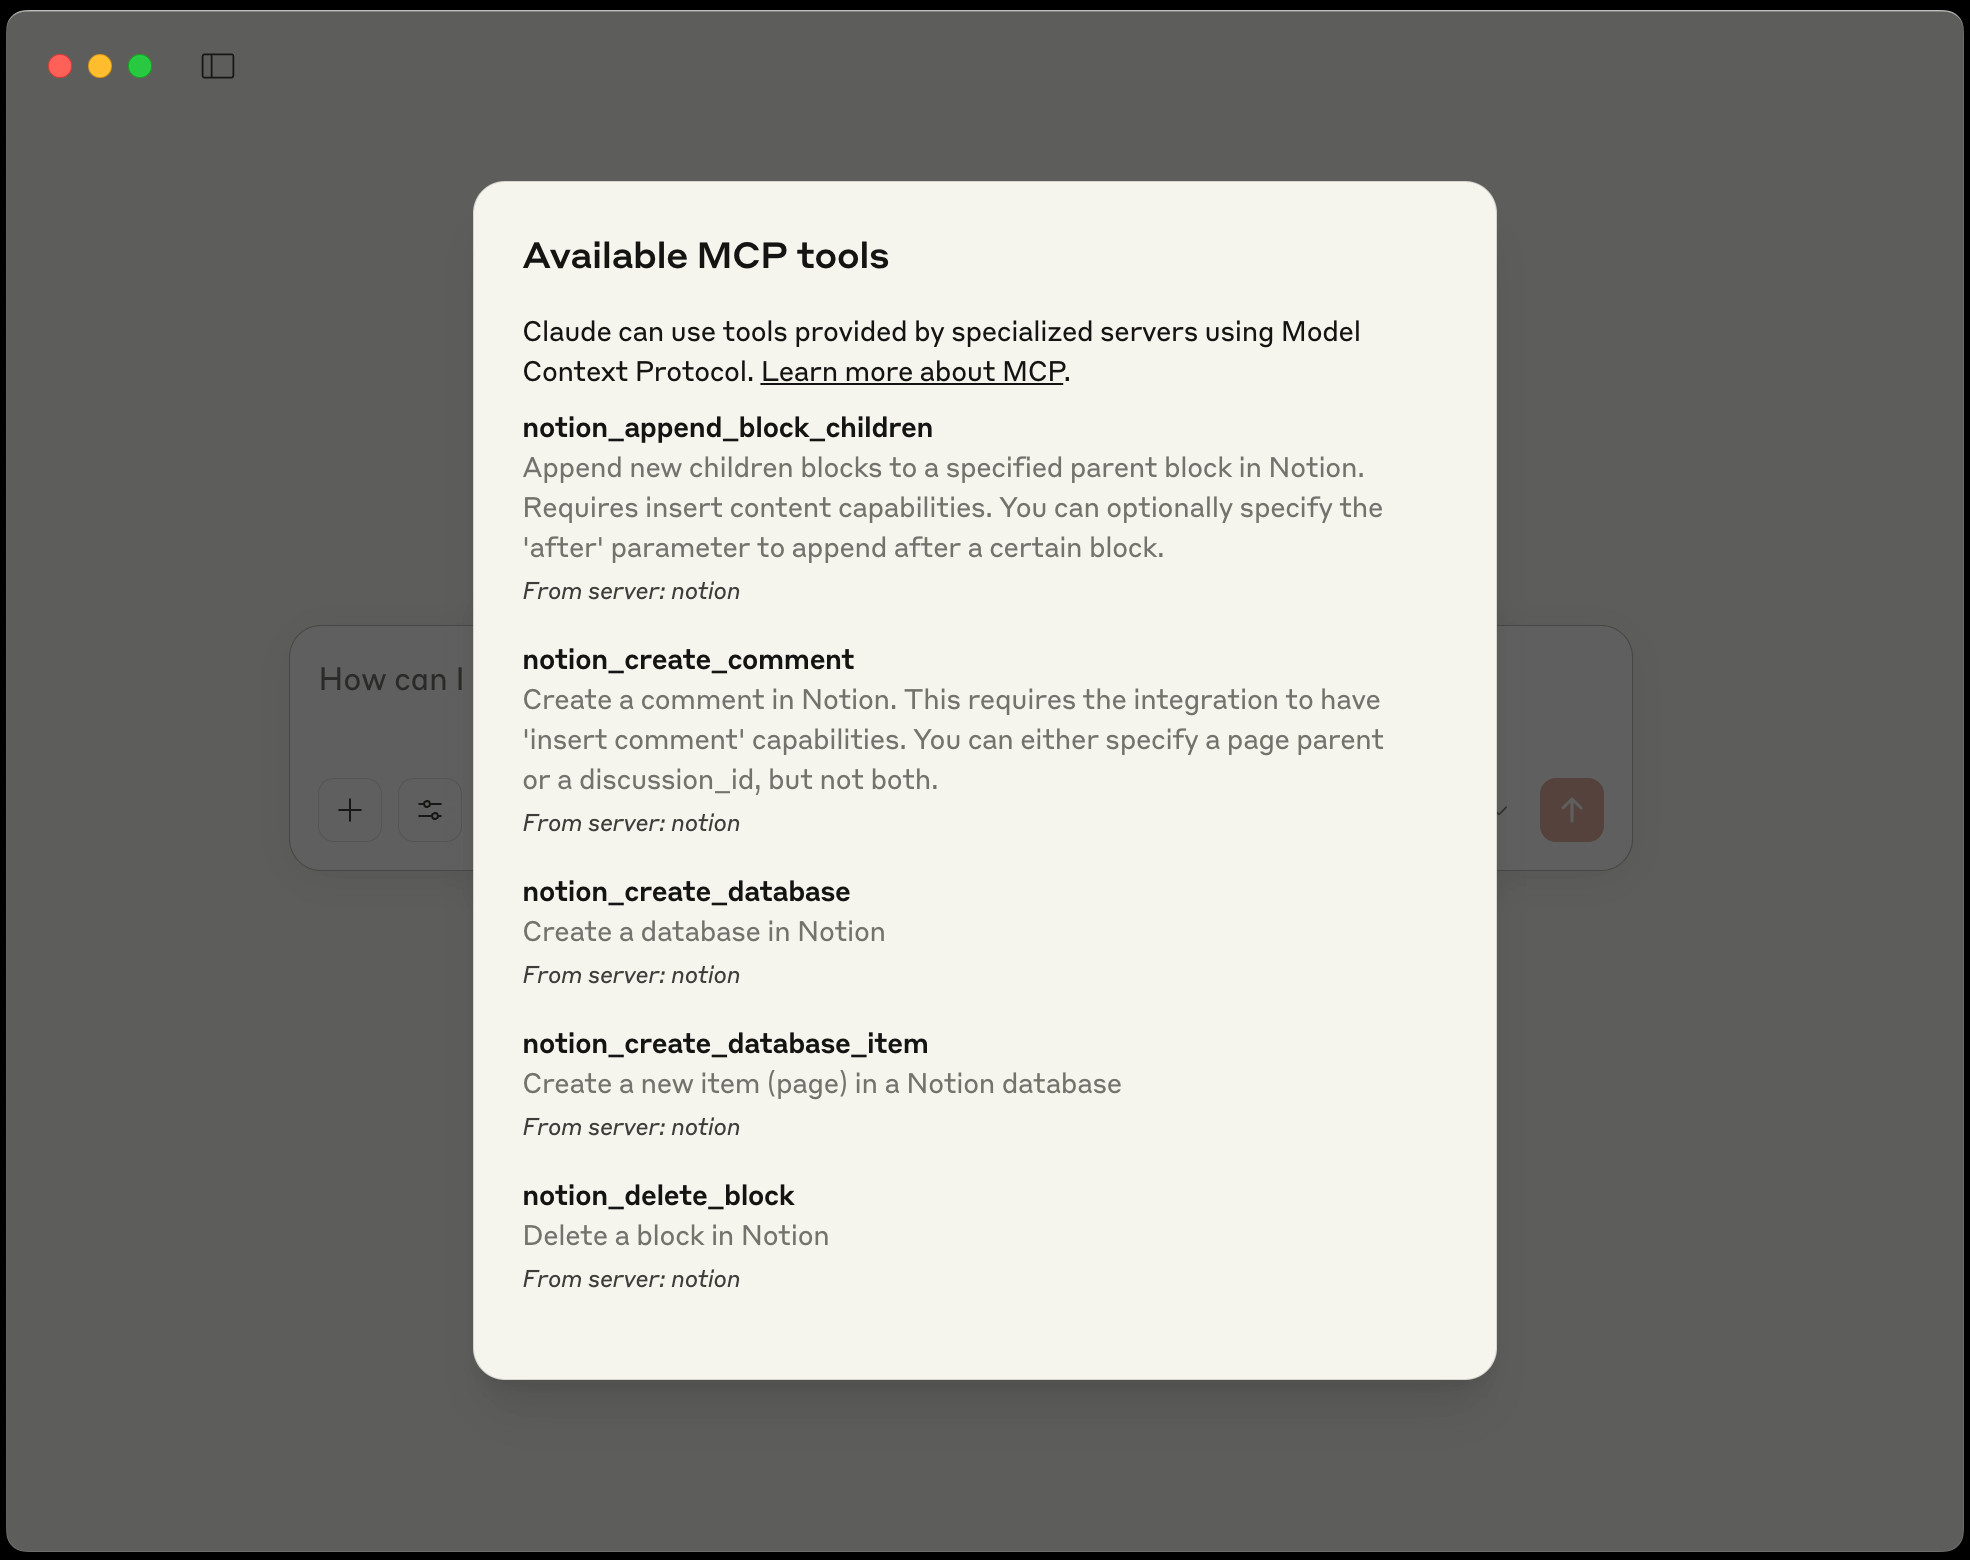 Available MCP tools
Claude can use tools provided by specialized servers using Model
Context Protocol. Learn more about MCP.
notion_append_block_children
Append new children blocks to a specified parent block in Notion.
Requires insert content capabilities. You can optionally specify the
'after' parameter to append after a certain block.
From server: notion
notion_create_comment
Create a comment in Notion. This requires the integration to have
'insert comment' capabilities. You can either specify a page parent
or a discussion_id, but not both.
From server: notion
notion_create_database
Create a database in Notion
From server: notion
notion_create_database_item
Create a new item (page) in a Notion database
From server: notion
notion_delete_block
Delete a block in Notion
From server: notion
How can I